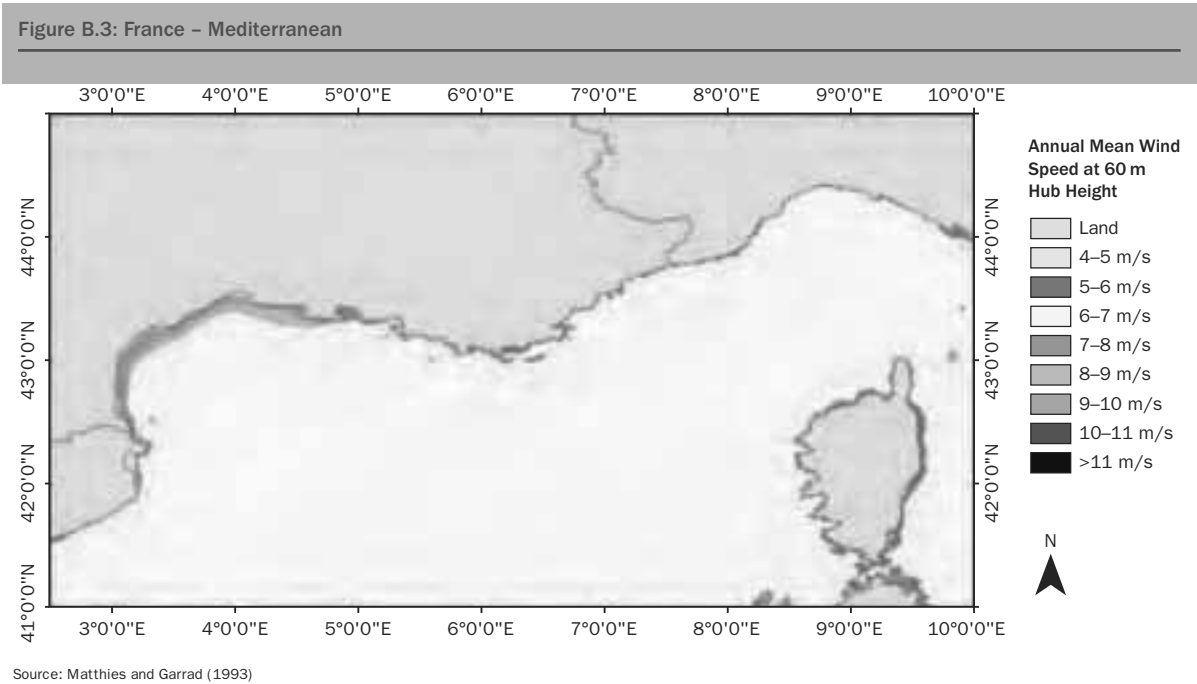 Figure B.3: France – Mediterranean
3°0'0"E 4°0'0"E 5°0'0"E 6°0'0"E 7°0'0"E 8°0'0"E 9°0'0"E 10°0'0"E
44°0'0"N
43°0'0"N
42°0'0"N
41°0'0"N
44°0'0"N
43°0'0"N
42°0'0"N
3°0'0"E 4°0'0"E 5°0'0"E 6°0'0"E 7°0'0"E 8°0'0"E 9°0'0"E 10°0'0"E
Annual Mean Wind
Speed at 60 m
Hub Height
Land
4–5 m/s
5–6 m/s
6–7 m/s
7–8 m/s
8–9 m/s
9–10 m/s
10–11 m/s
>11 m/s
N
Source: Matthies and Garrad (1993)